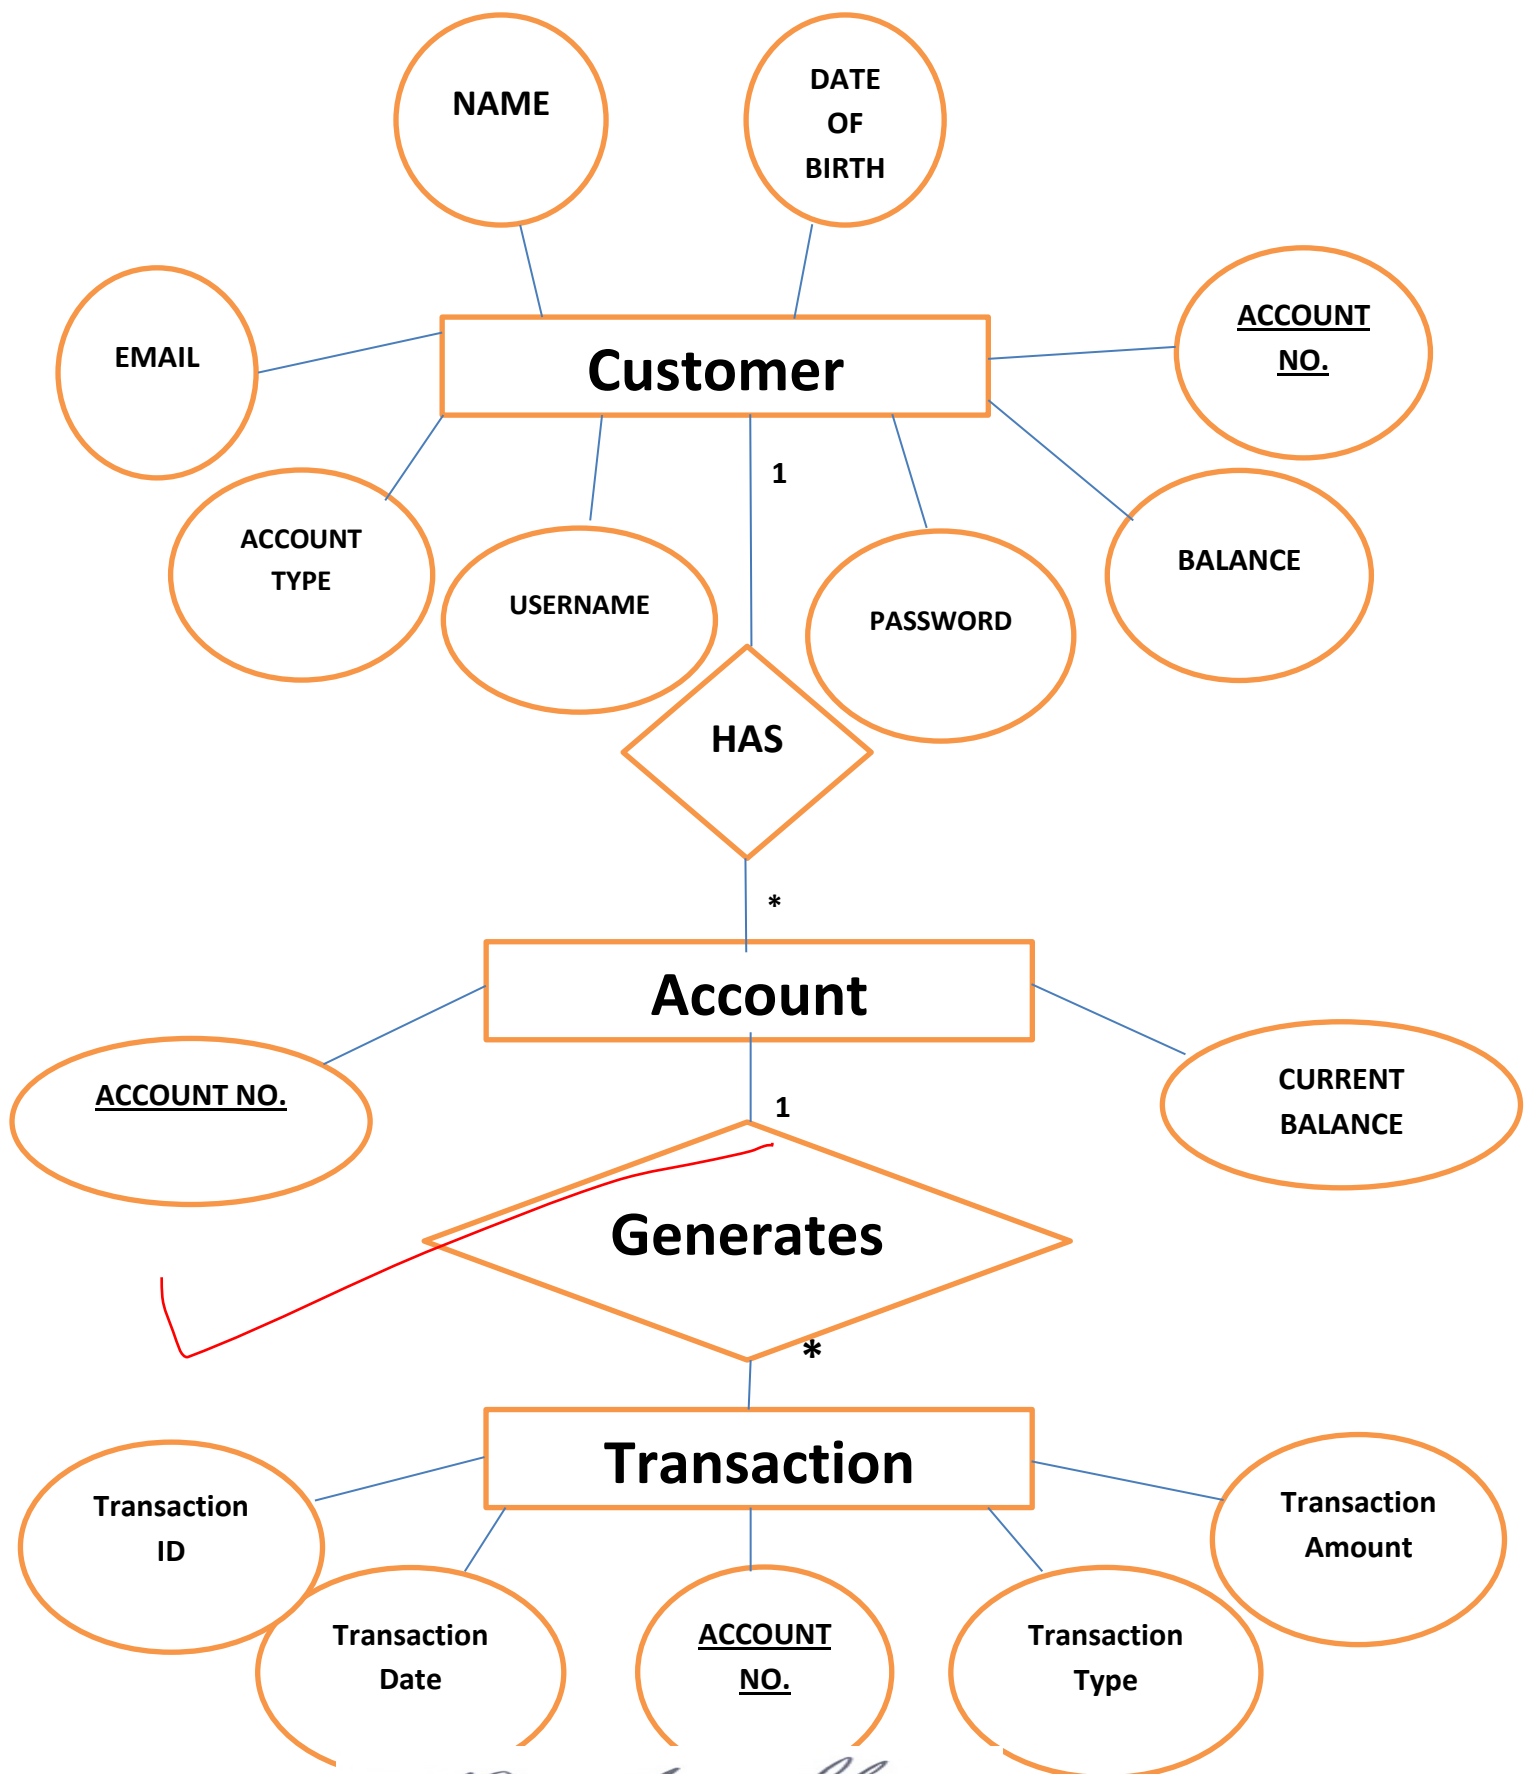 NAME
DATE
OF
BIRTH
EMAIL
Customer
ACCOUNT
NO.
1
ACCOUNT
TYPE
USERNAME
PASSWORD
BALANCE
HAS
*
Account
ACCOUNT NO.
CURRENT
BALANCE
1
Generates
*
Transaction
Transaction
ID
Transaction
Date
ACCOUNT
NO.
Transaction
Type
Transaction
Amount